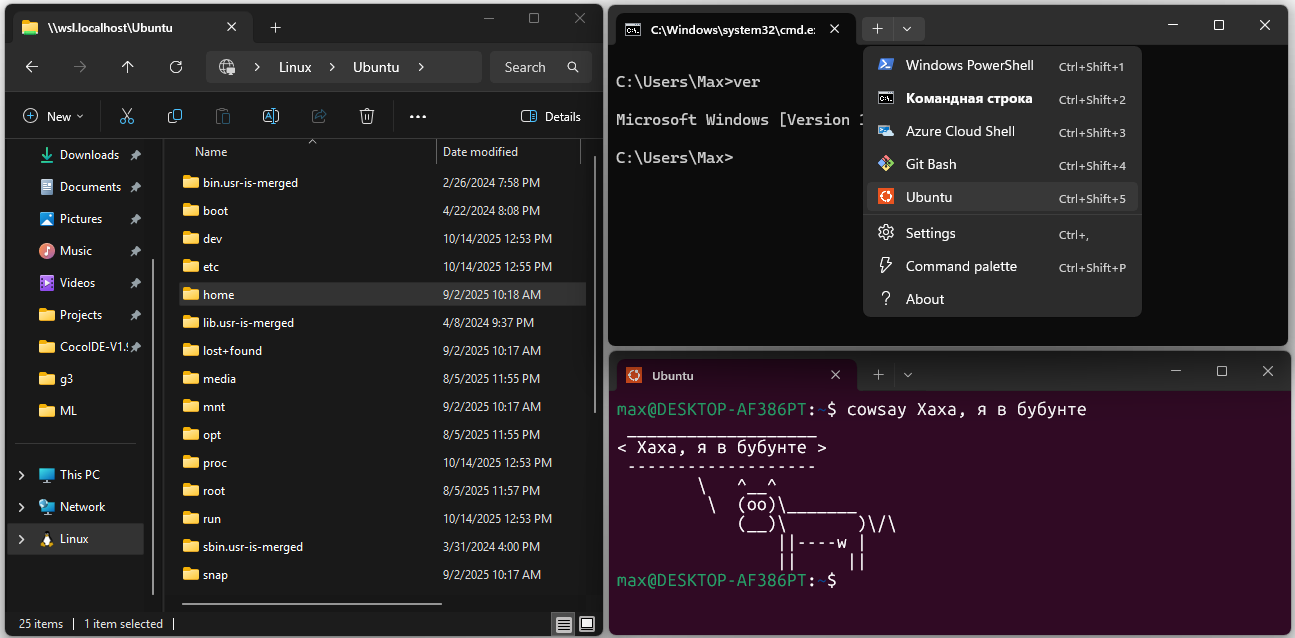 \\wsl.localhost\Ubuntu
Linux
Ubuntu
Search
New
Details
Name
Date modified
Downloads
Documents
Pictures
Music
Videos
Projects
g3
ML
This PC
Network
Linux
bin.usr-is-merged 2/26/2024 7:58 PM
boot 4/22/2024 8:08 PM
dev 10/14/2025 12:53 PM
etc 10/14/2025 12:55 PM
home 9/2/2025 10:18 AM
lib.usr-is-merged 4/8/2024 9:37 PM
lost+found 9/2/2025 10:17 AM
media 8/5/2025 11:55 PM
mnt 9/2/2025 10:17 AM
opt 8/5/2025 11:55 PM
proc 10/14/2025 12:53 PM
root 8/5/2025 11:57 PM
run 10/14/2025 12:53 PM
sbin.usr-is-merged 3/31/2024 4:00 PM
snap 9/2/2025 10:17 AM
25 items
1 item selected
C:\Windows\system32\cmd.e
C:\Users\Max>ver
Microsoft Windows [Version
C:\Users\Max>
Windows PowerShell Ctrl+Shift+1
Командная строка Ctrl+Shift+2
Azure Cloud Shell Ctrl+Shift+3
Git Bash Ctrl+Shift+4
Ubuntu Ctrl+Shift+5
Settings Ctrl+,
Command palette Ctrl+Shift+P
About
Ubuntu
max@DESKTOP-AF386PT:~$ cowsay Хаха, я в бубунте
 ___________________
< Хаха, я в бубунте >
 -------------------
        \   ^__^
         \  (oo)\_______
            (__)\       )\/\
                ||----w |
                ||     ||
max@DESKTOP-AF386PT:~$